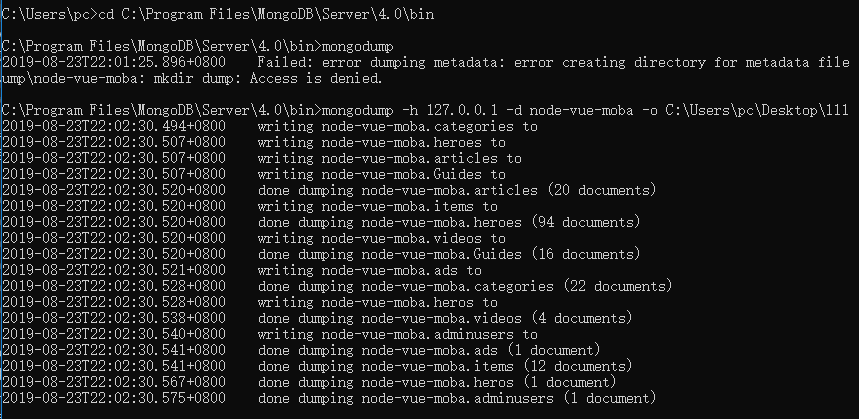 C:\Users\pc>cd C:\Program Files\MongoDB\Server\4.0\bin
C:\Program Files\MongoDB\Server\4.0\bin>mongodump
2019-08-23T22:01:25.896+0800    Failed: error dumping metadata: error creating directory for metadata file
ump\node-vue-moba: mkdir dump: Access is denied.
C:\Program Files\MongoDB\Server\4.0\bin>mongodump -h 127.0.0.1 -d node-vue-moba -o C:\Users\pc\Desktop\111
2019-08-23T22:02:30.494+0800    writing node-vue-moba.categories to
2019-08-23T22:02:30.507+0800    writing node-vue-moba.heroes to
2019-08-23T22:02:30.507+0800    writing node-vue-moba.articles to
2019-08-23T22:02:30.507+0800    writing node-vue-moba.Guides to
2019-08-23T22:02:30.520+0800    done dumping node-vue-moba.articles (20 documents)
2019-08-23T22:02:30.520+0800    writing node-vue-moba.items to
2019-08-23T22:02:30.520+0800    done dumping node-vue-moba.heroes (94 documents)
2019-08-23T22:02:30.520+0800    writing node-vue-moba.videos to
2019-08-23T22:02:30.520+0800    done dumping node-vue-moba.Guides (16 documents)
2019-08-23T22:02:30.521+0800    writing node-vue-moba.ads to
2019-08-23T22:02:30.528+0800    done dumping node-vue-moba.categories (22 documents)
2019-08-23T22:02:30.528+0800    writing node-vue-moba.heros to
2019-08-23T22:02:30.538+0800    done dumping node-vue-moba.videos (4 documents)
2019-08-23T22:02:30.540+0800    writing node-vue-moba.adminusers to
2019-08-23T22:02:30.541+0800    done dumping node-vue-moba.ads (1 document)
2019-08-23T22:02:30.541+0800    done dumping node-vue-moba.items (12 documents)
2019-08-23T22:02:30.567+0800    done dumping node-vue-moba.heros (1 document)
2019-08-23T22:02:30.575+0800    done dumping node-vue-moba.adminusers (1 document)